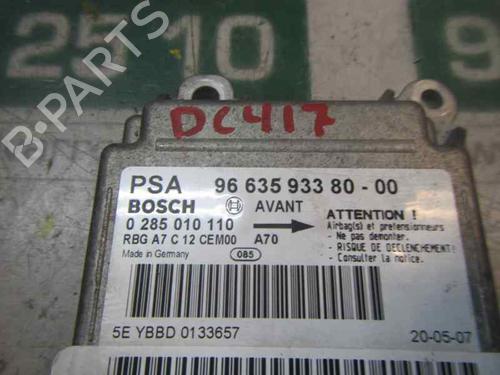 2510 9
B-PARTS
DC417
PSA 96 635 933 80 - 00
BOSCH AVANT
0 285 010 110
RBG A7 C 12 CEM00 A70
Made in Germany 085
ATTENTION !
Airbag(s) et pretensionneurs
- Ne pas demonter.
- RISQUE DE DECLENCHEMENT!
- Consulter la notice.
5E YBBD 0133657 20-05-07